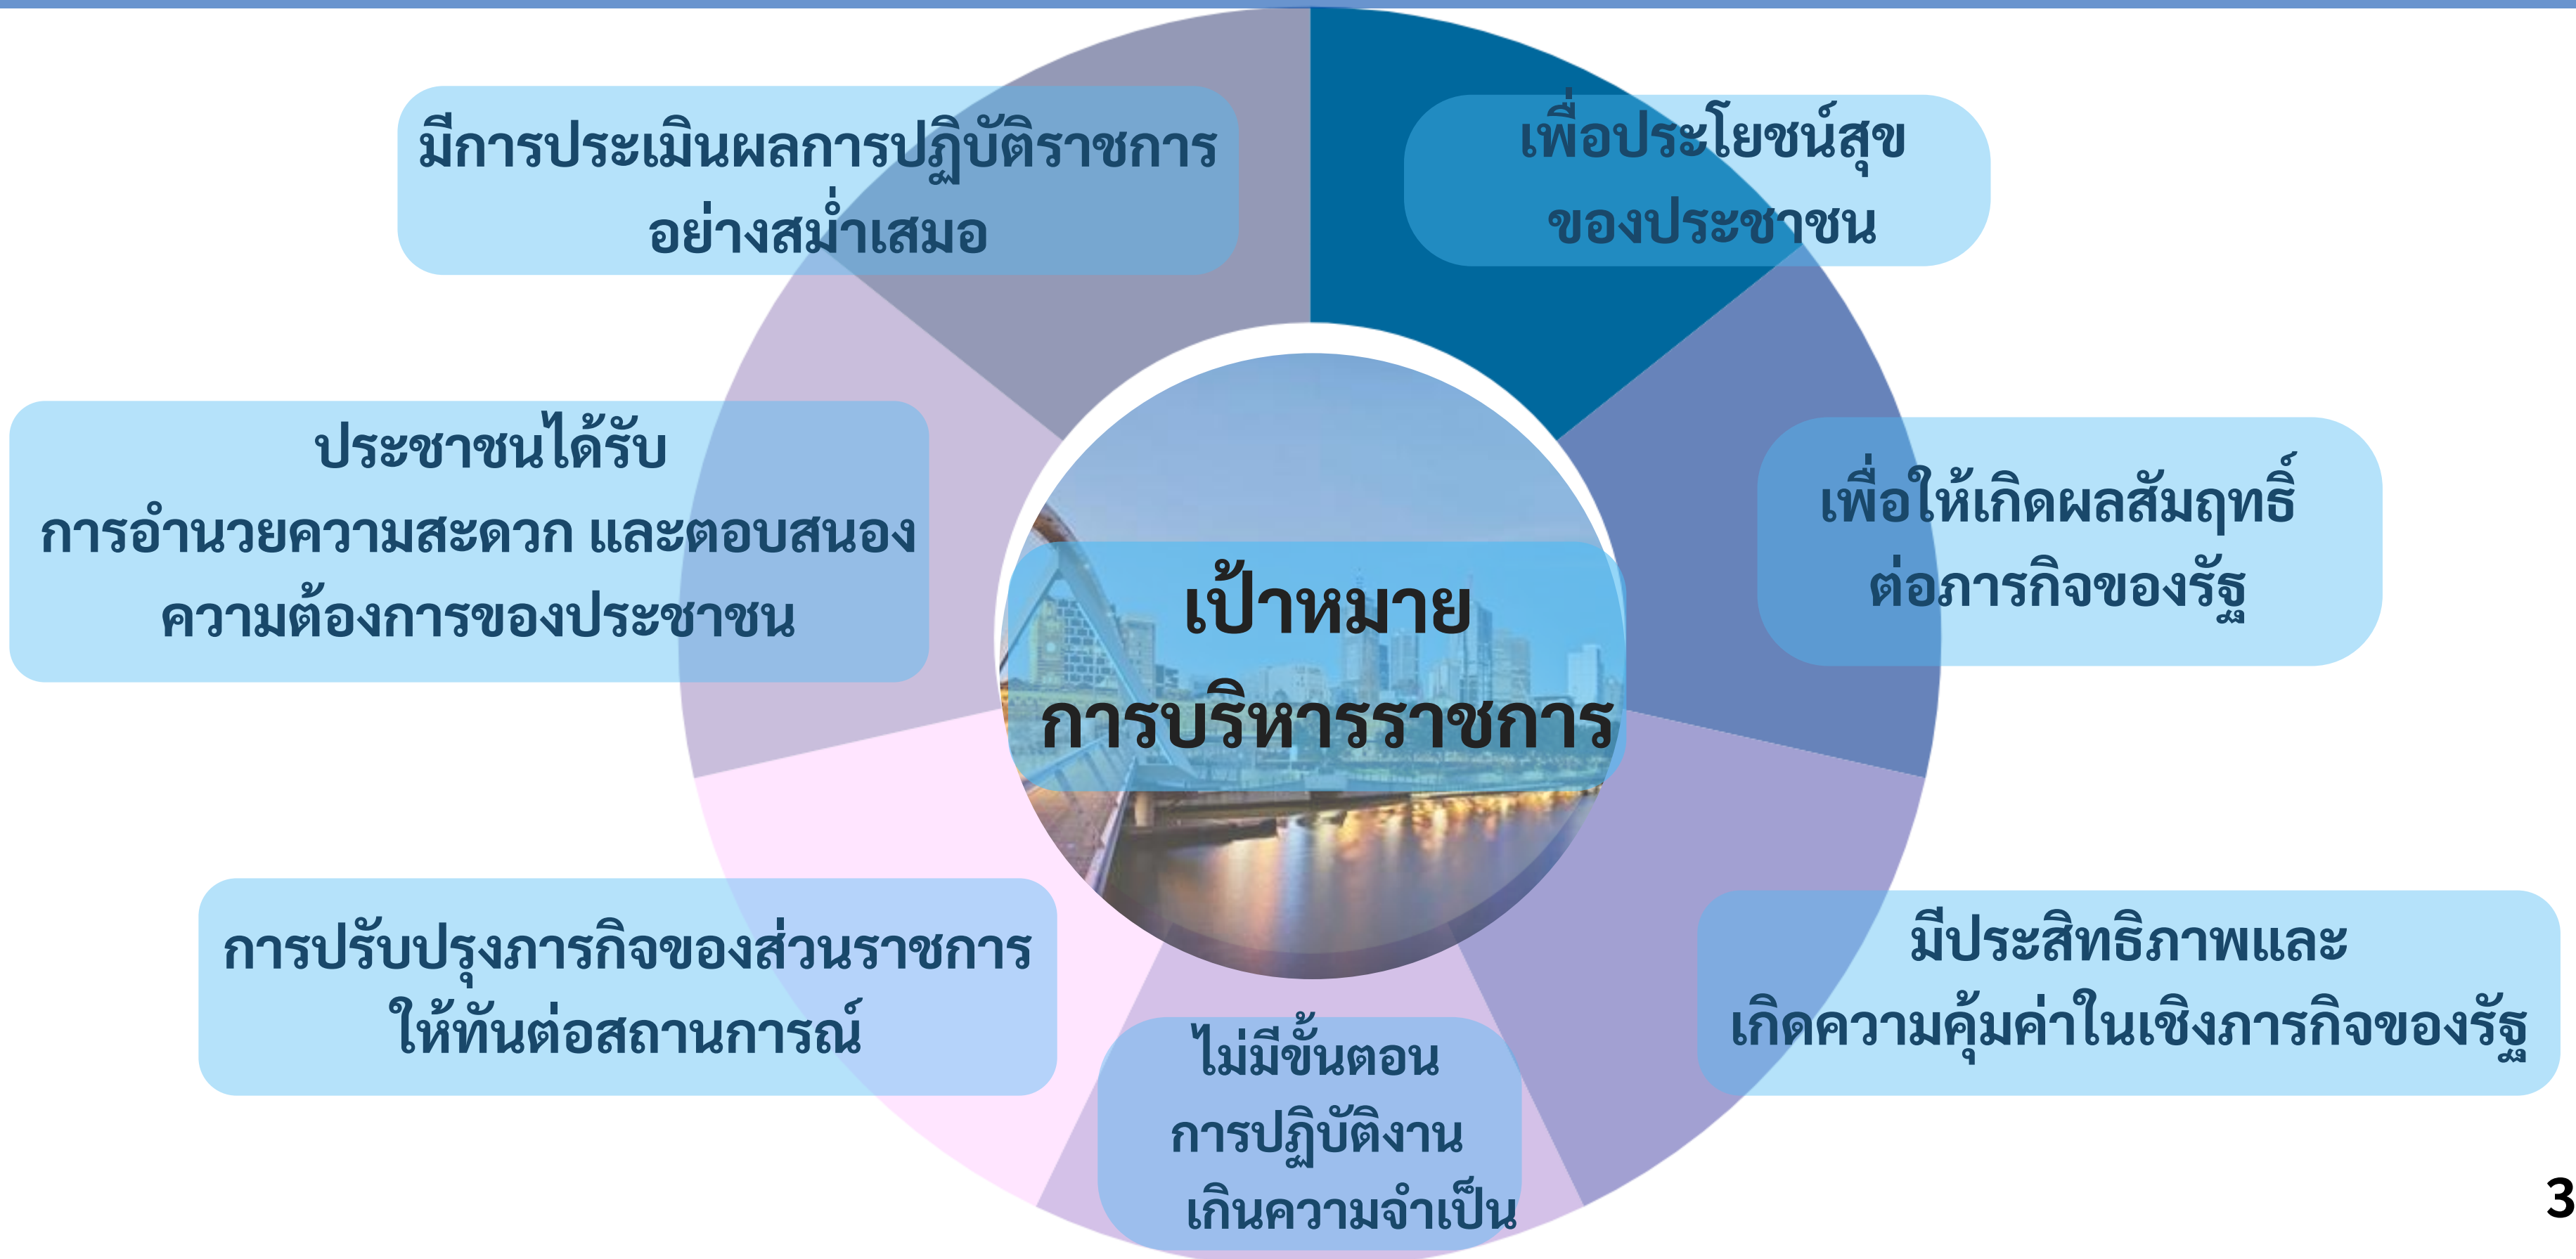 มีการประเมินผลการปฏิบัติราชการ
อย่างสม่ำเสมอ
เพื่อประโยชน์สุข
ของประชาชน
ประชาชนได้รับ
การอำนวยความสะดวก และตอบสนอง
ความต้องการของประชาชน
เป้าหมาย
การบริหารราชการ
เพื่อให้เกิดผลสัมฤทธิ์
ต่อภารกิจของรัฐ
การปรับปรุงภารกิจของส่วนราชการ
ให้ทันต่อสถานการณ์
ไม่มีขั้นตอน
การปฏิบัติงาน
เกินความจำเป็น
มีประสิทธิภาพและ
เกิดความคุ้มค่าในเชิงภารกิจของรัฐ
3